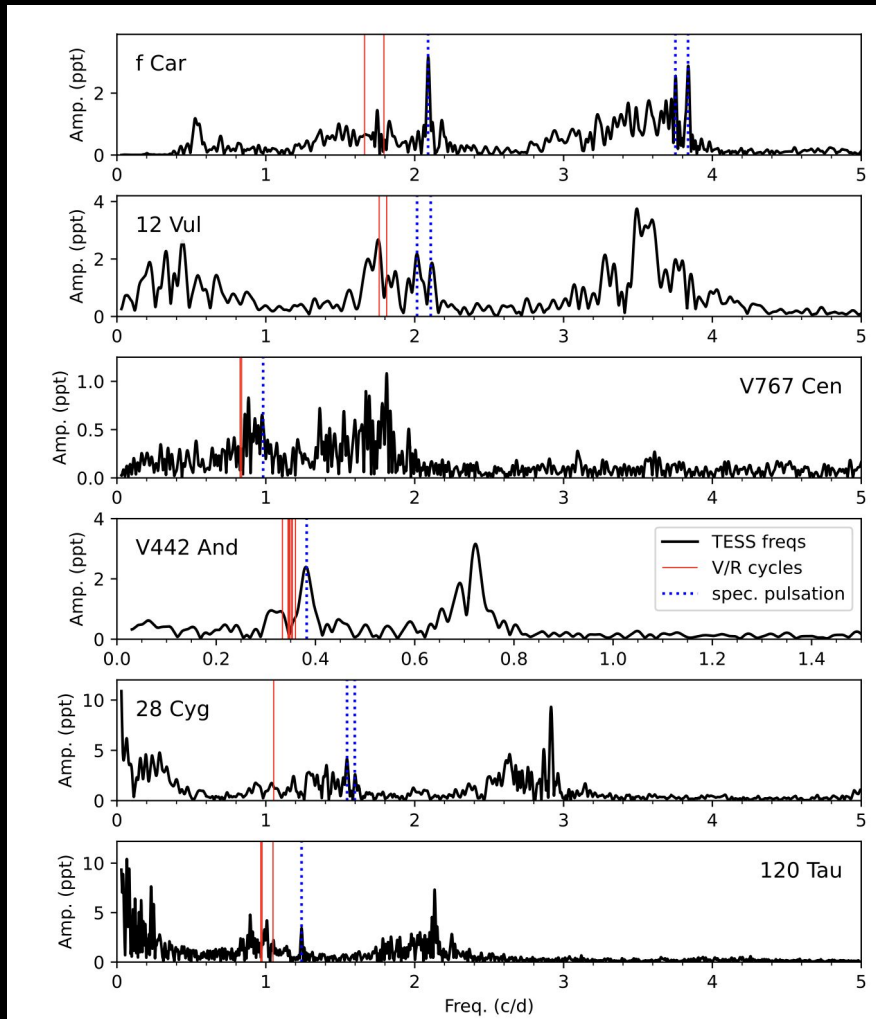 f Car
Amp. (ppt)
2
0
0 1 2 3 4 5
12 Vul
Amp. (ppt)
4
2
0
0 1 2 3 4 5
V767 Cen
Amp. (ppt)
1.0
0.5
0.0
0 1 2 3 4 5
V442 And
Amp. (ppt)
4
2
0
TESS freqs
V/R cycles
spec. pulsation
0.0 0.2 0.4 0.6 0.8 1.0 1.2 1.4
28 Cyg
Amp. (ppt)
10
5
0
0 1 2 3 4 5
120 Tau
Amp. (ppt)
10
5
0
0 1 2 3 4 5
Freq. (c/d)